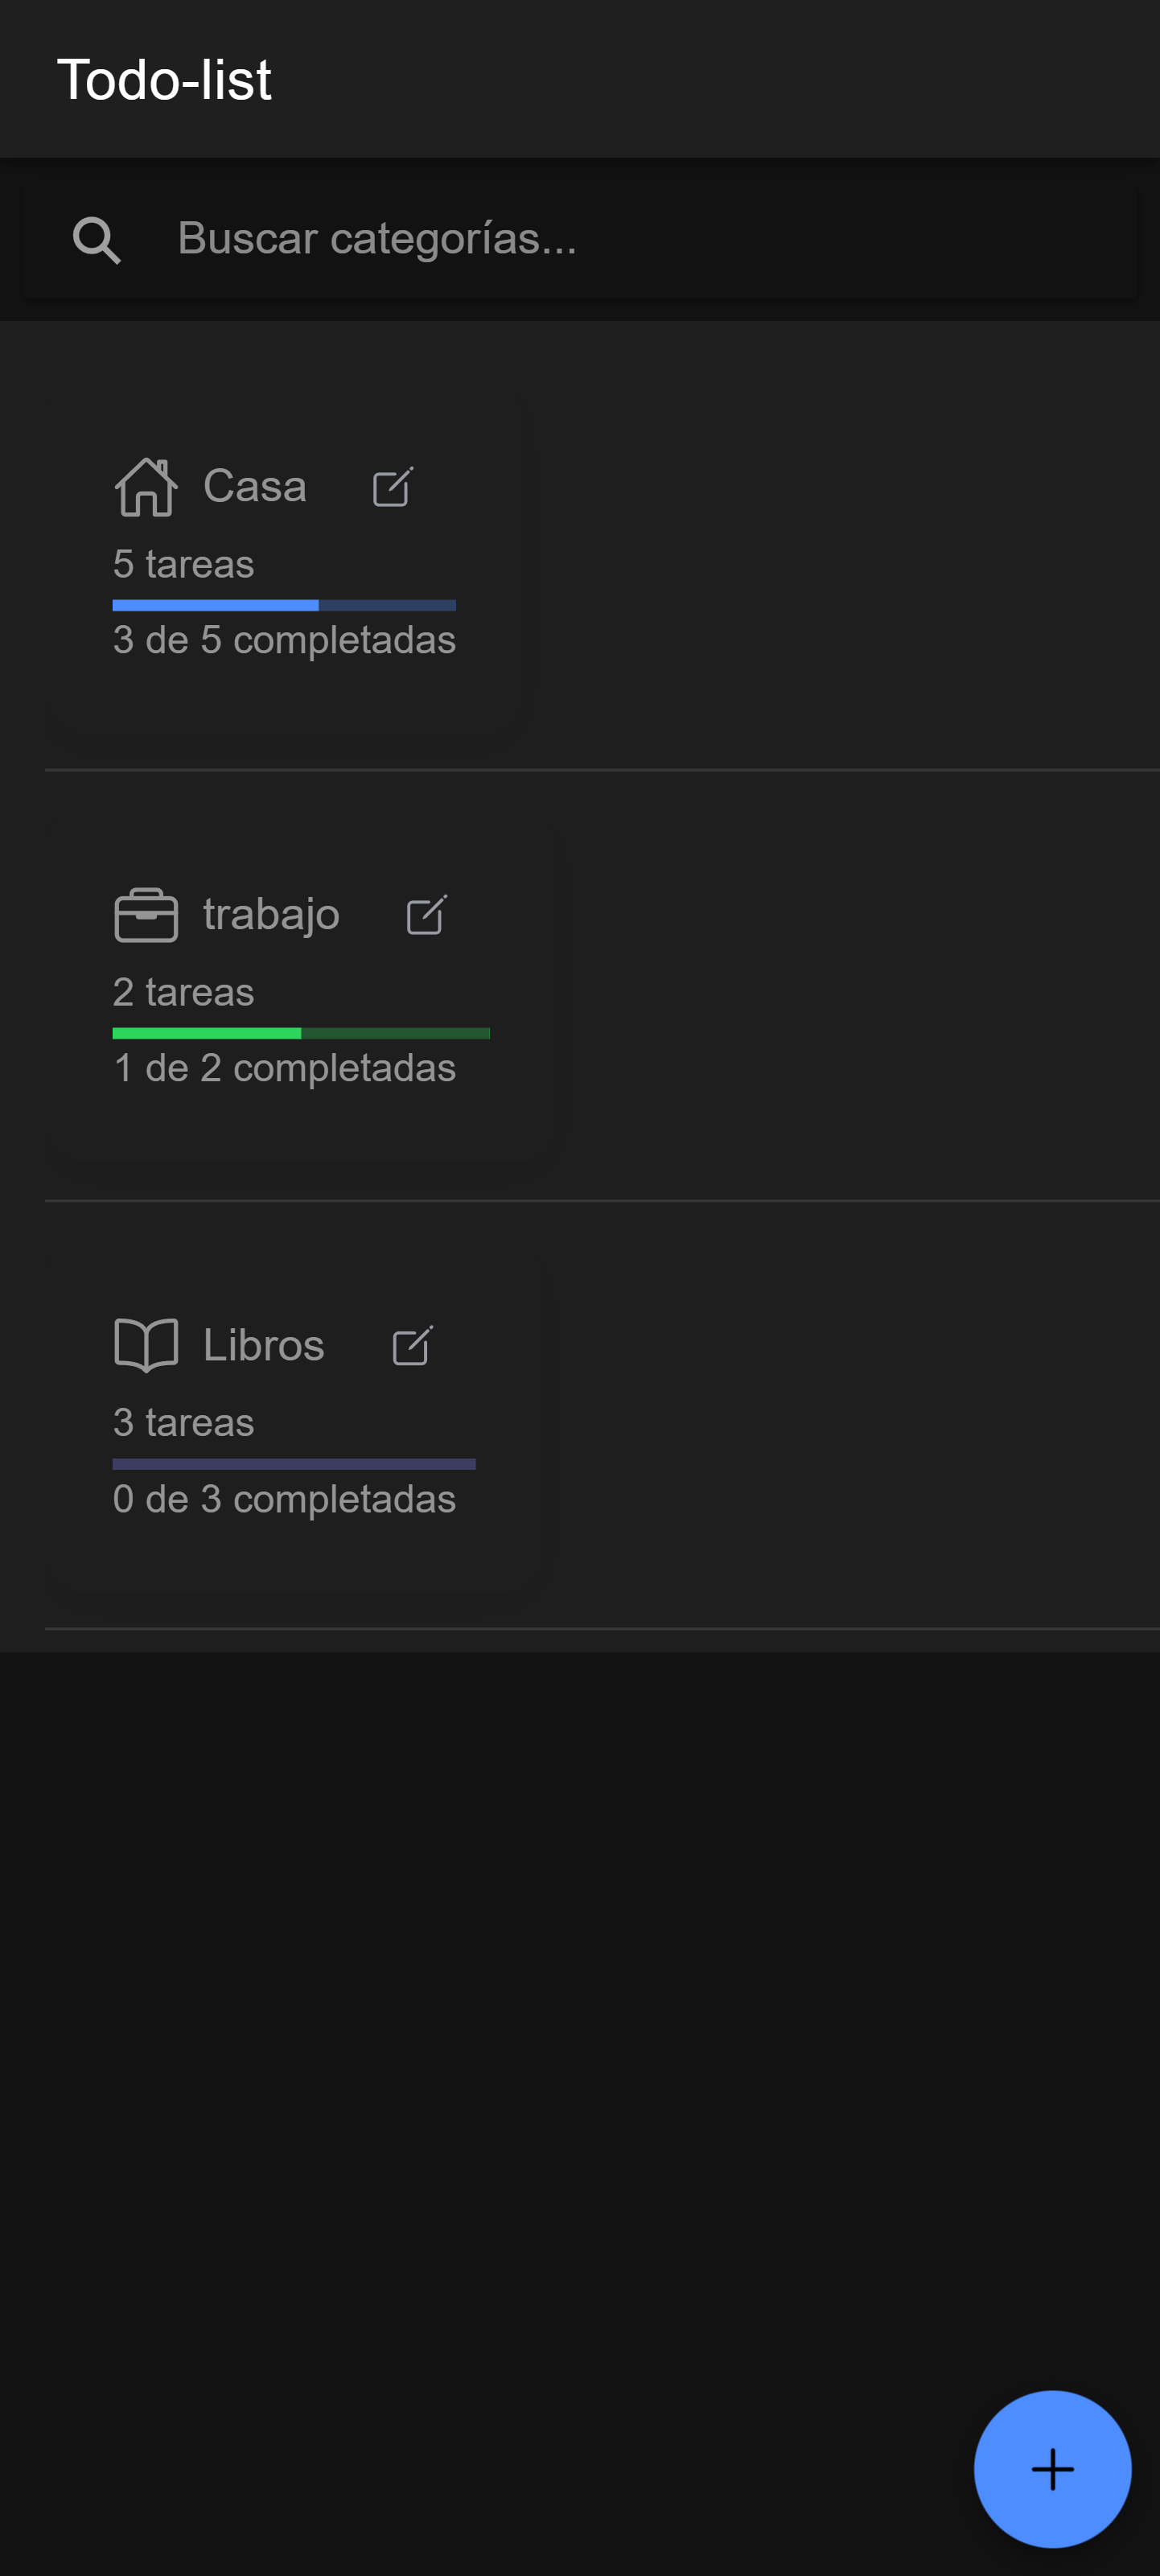 Todo-list
Buscar categorías...
Casa
5 tareas
3 de 5 completadas
trabajo
2 tareas
1 de 2 completadas
Libros
3 tareas
0 de 3 completadas